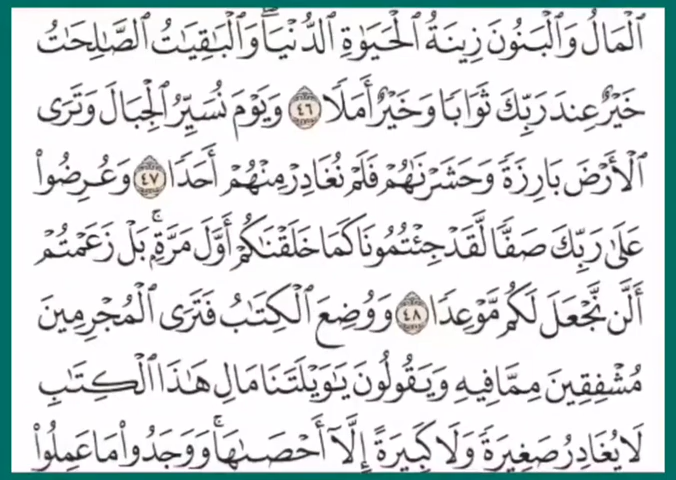 ٱلْمَالُ وَٱلْبَنُونَ زِينَةُ ٱلْحَيَوٰةِ ٱلدُّنْيَاۖ وَٱلْبَٰقِيَٰتُ ٱلصَّٰلِحَٰتُ
خَيْرٌ عِندَ رَبِّكَ ثَوَابًا وَخَيْرٌ أَمَلًا ٤٦ وَيَوْمَ نُسَيِّرُ ٱلْجِبَالَ وَتَرَى
ٱلْأَرْضَ بَارِزَةً وَحَشَرْنَٰهُمْ فَلَمْ نُغَادِرْ مِنْهُمْ أَحَدًا ٤٧ وَعُرِضُوا۟
عَلَىٰ رَبِّكَ صَفًّا لَّقَدْ جِئْتُمُونَا كَمَا خَلَقْنَٰكُمْ أَوَّلَ مَرَّةٍۭۚ بَلْ زَعَمْتُمْ
أَلَّن نَّجْعَلَ لَكُم مَّوْعِدًا ٤٨ وَوُضِعَ ٱلْكِتَٰبُ فَتَرَى ٱلْمُجْرِمِينَ
مُشْفِقِينَ مِمَّا فِيهِ وَيَقُولُونَ يَٰوَيْلَتَنَا مَالِ هَٰذَا ٱلْكِتَٰبِ
لَا يُغَادِرُ صَغِيرَةً وَلَا كَبِيرَةً إِلَّآ أَحْصَىٰهَاۚ وَوَجَدُوا۟ مَا عَمِلُوا۟